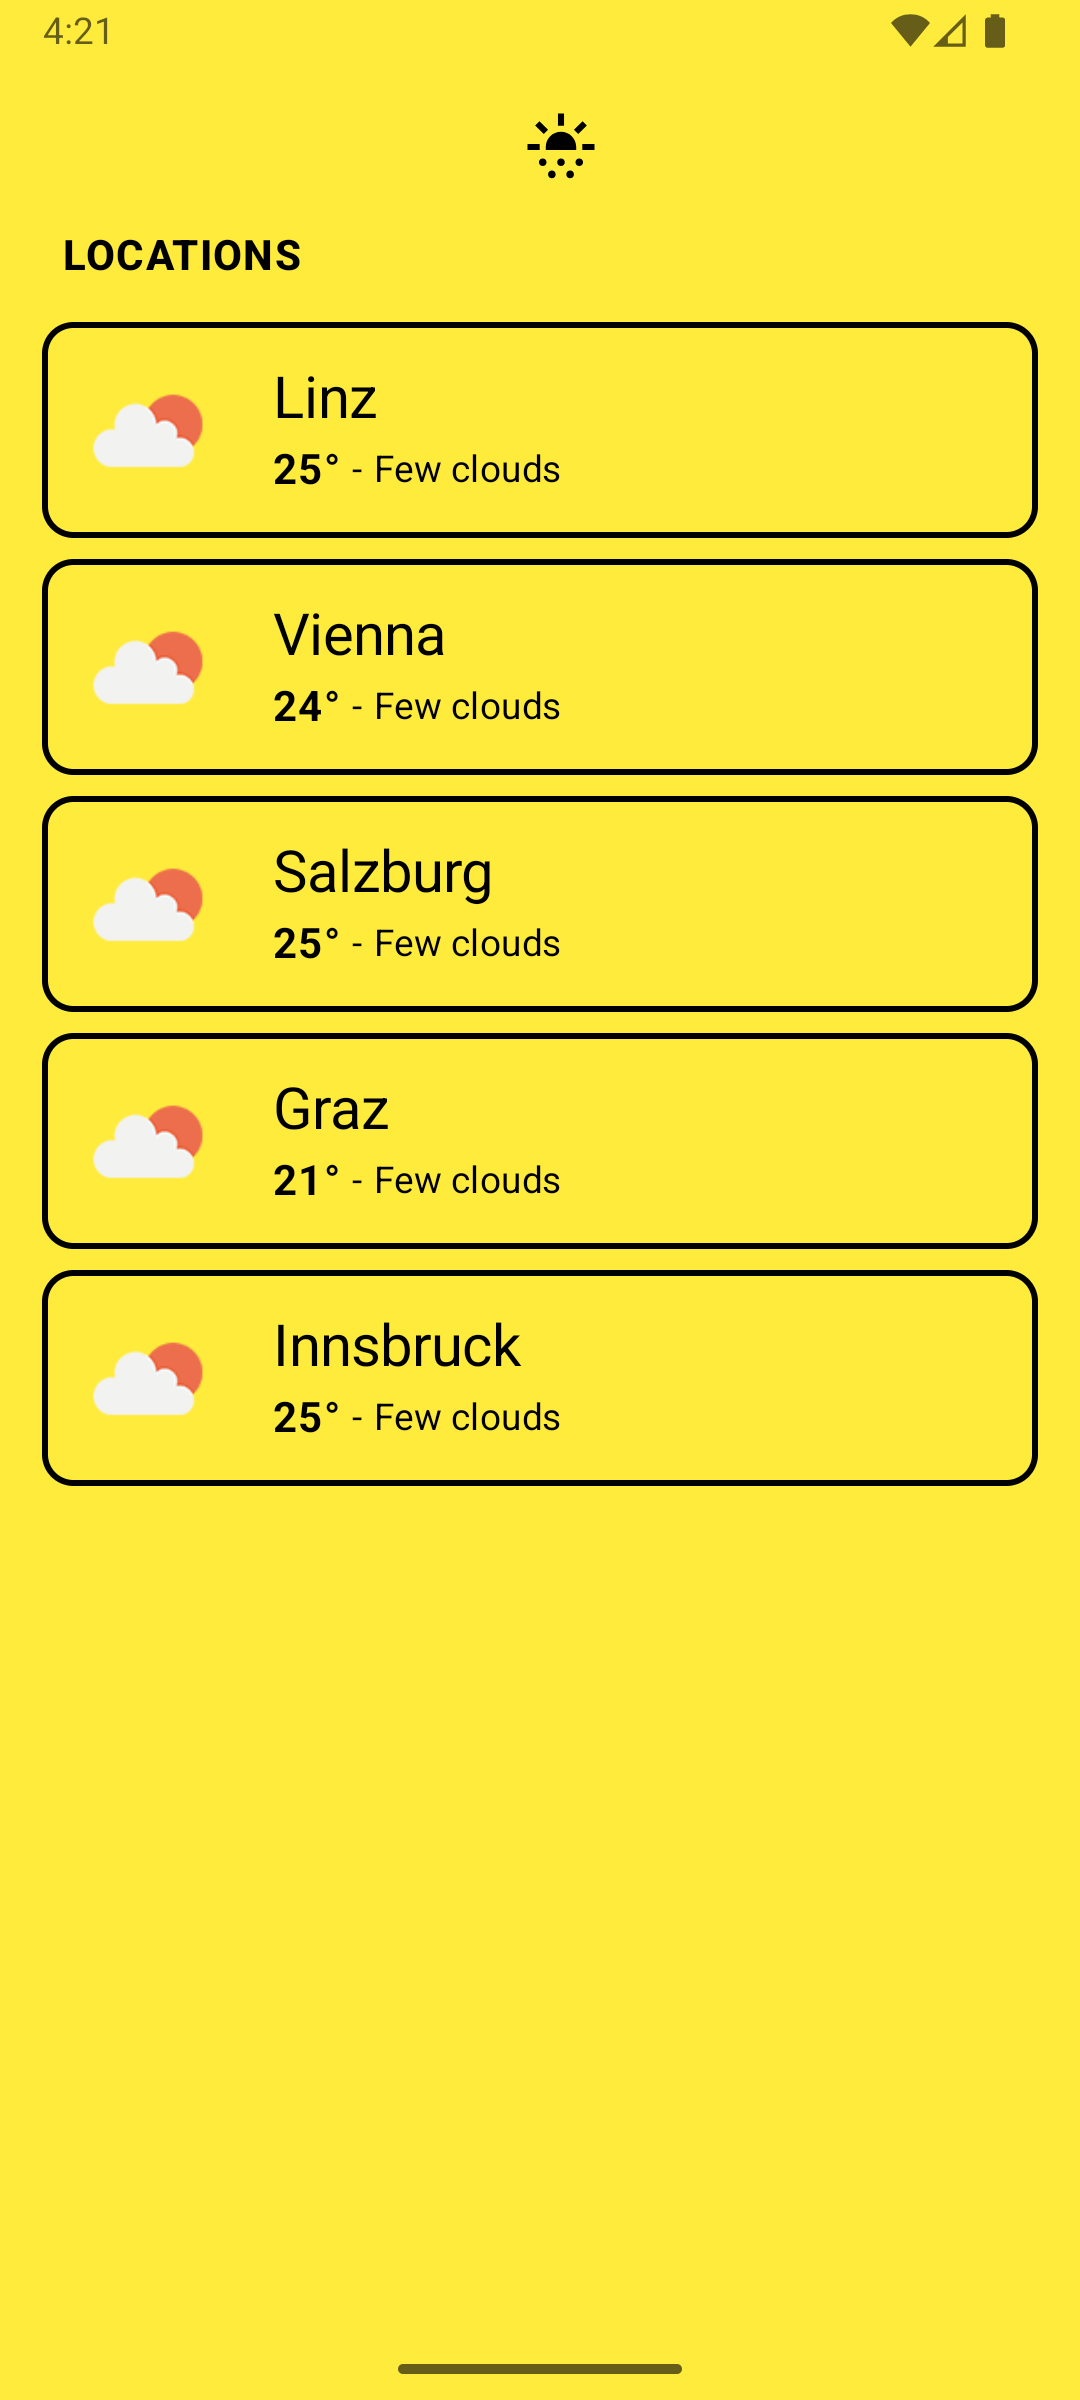 4:21
LOCATIONS
Linz
25° - Few clouds
Vienna
24° - Few clouds
Salzburg
25° - Few clouds
Graz
21° - Few clouds
Innsbruck
25° - Few clouds